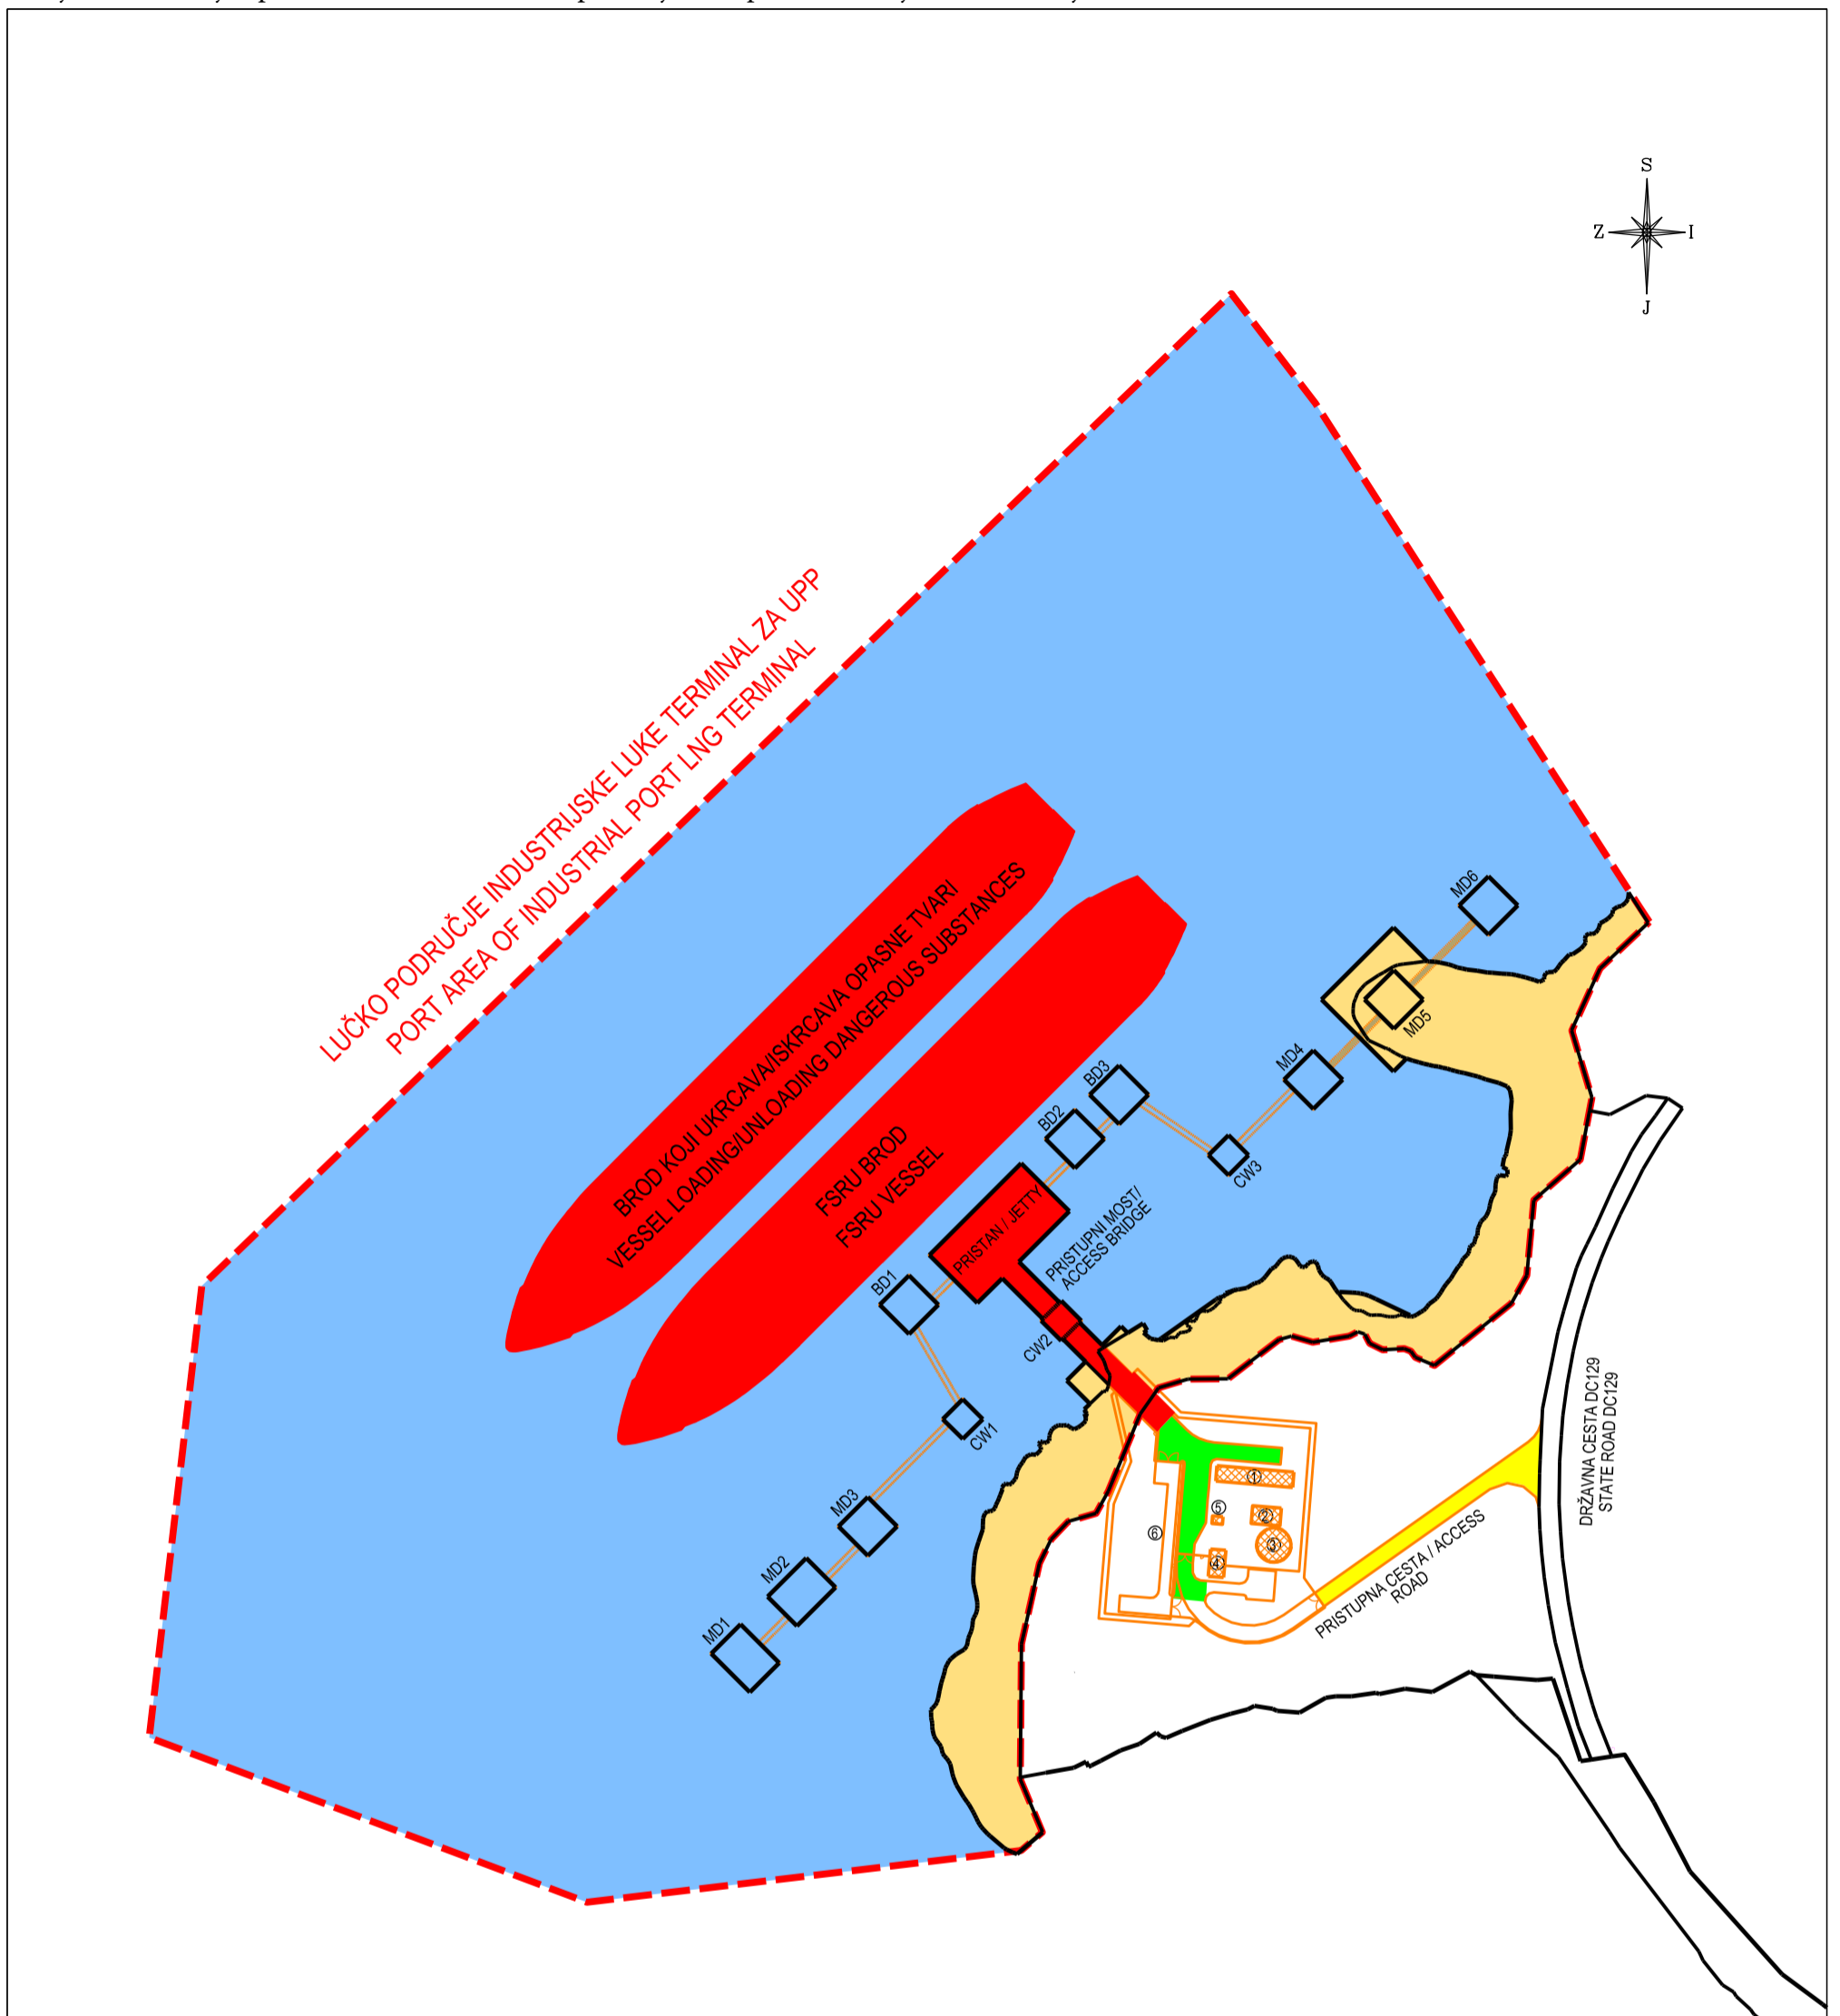 S
Z
I
J
LUČKO PODRUČJE INDUSTRIJSKE LUKE TERMINAL ZA UPP
PORT AREA OF INDUSTRIAL PORT LNG TERMINAL
BROD KOJI UKRCAVA/ISKRCAVA OPASNE TVARI
VESSEL LOADING/UNLOADING DANGEROUS SUBSTANCES
FSRU BROD
FSRU VESSEL
MD6
MD5
MD4
BD3
BD2
CW3
PRISTAN / JETTY
PRISTUPNI MOST/
ACCESS BRIDGE
BD1
CW2
CW1
MD3
MD2
MD1
1
2
3
4
5
6
PRISTUPNA CESTA / ACCESS
ROAD
DRŽAVNA CESTA DC129
STATE ROAD DC129